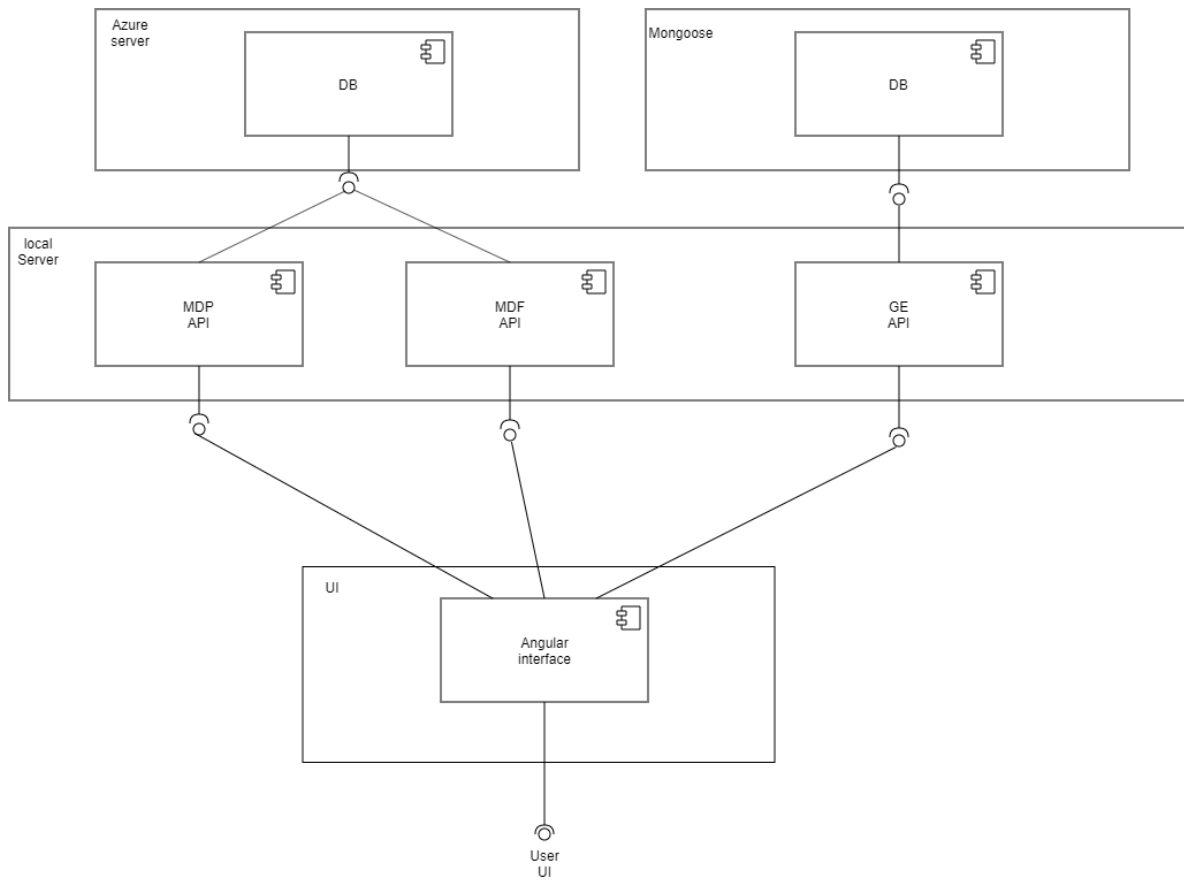 Azure
server
DB
Mongoose
DB
local
Server
MDP
API
MDF
API
GE
API
UI
Angular
interface
User
UI